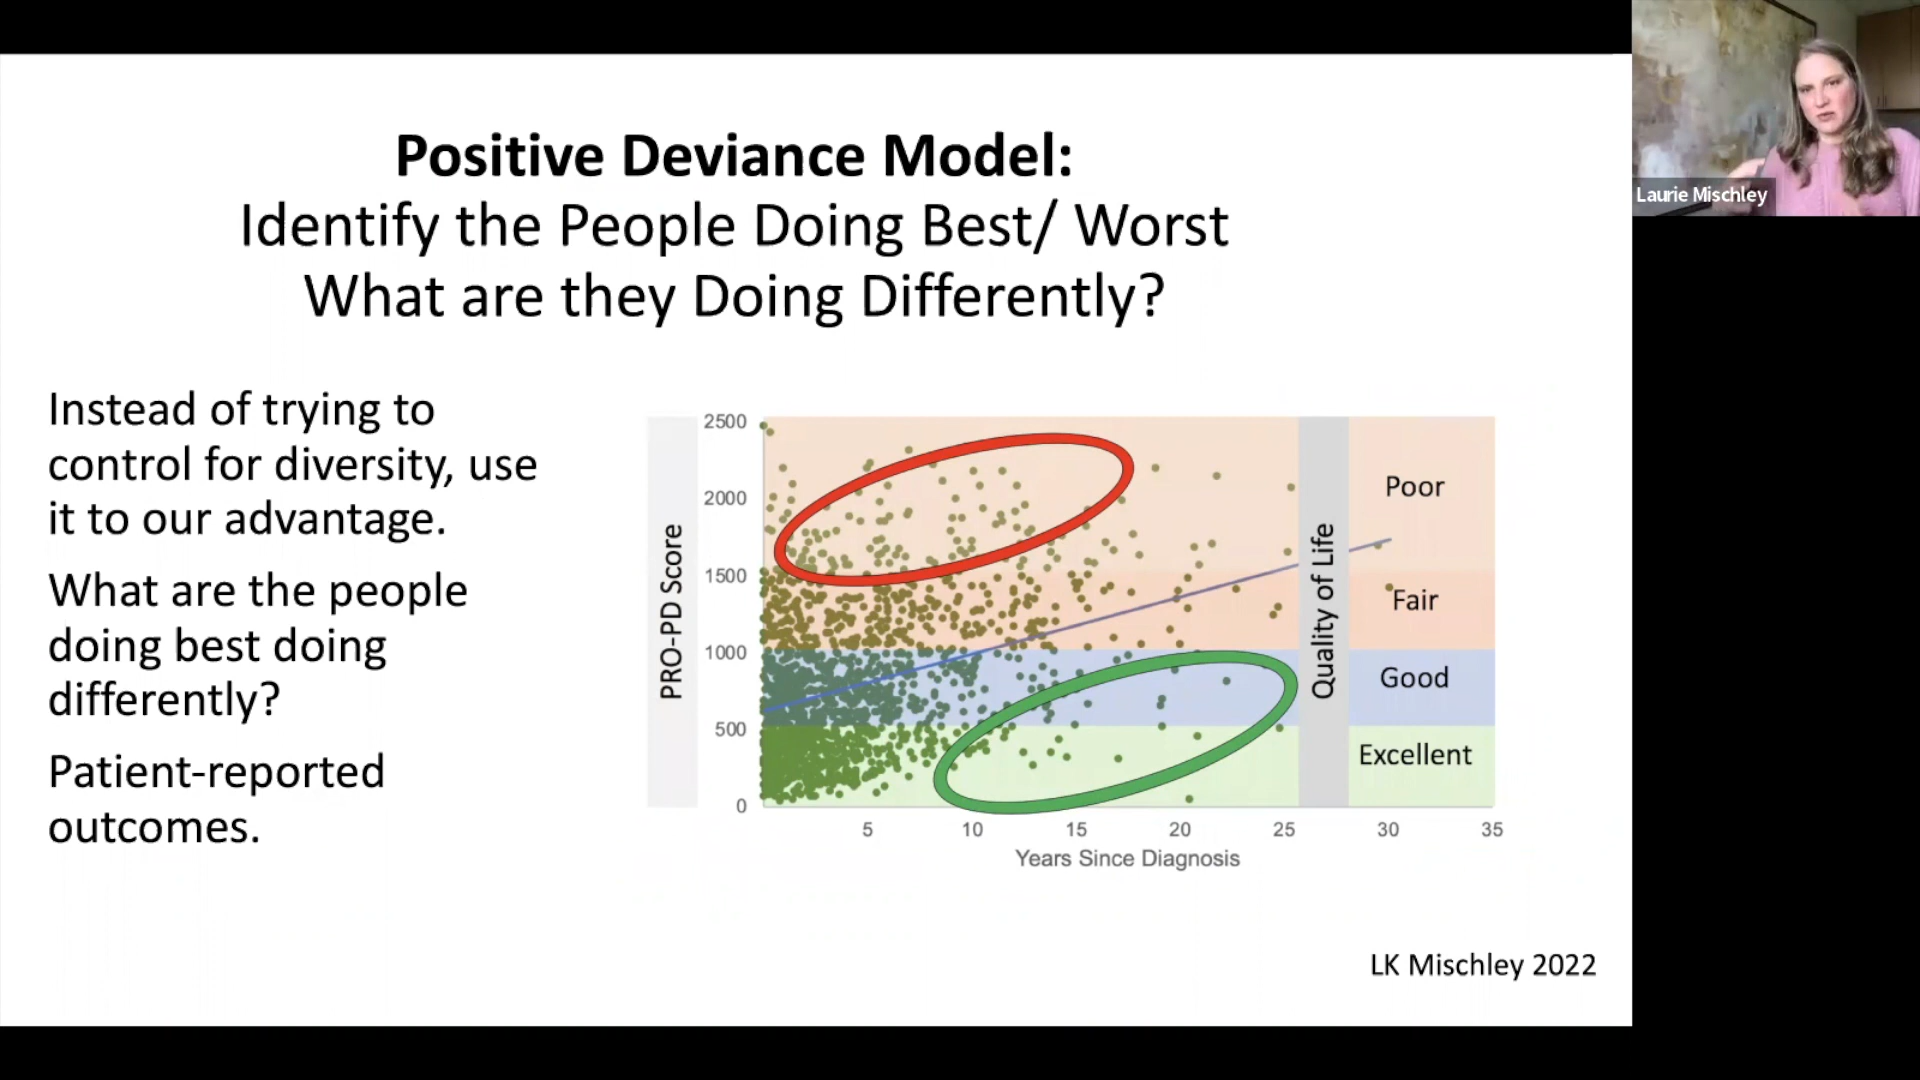 Positive Deviance Model:
Identify the People Doing Best/ Worst
What are they Doing Differently?
Instead of trying to
control for diversity, use
it to our advantage.
What are the people
doing best doing
differently?
Patient-reported
outcomes.
PRO-PD Score
2500
2000
1500
1000
500
0
5
10
15
20
25
30
35
Years Since Diagnosis
Quality of Life
Poor
Fair
Good
Excellent
LK Mischley 2022
Laurie Mischley